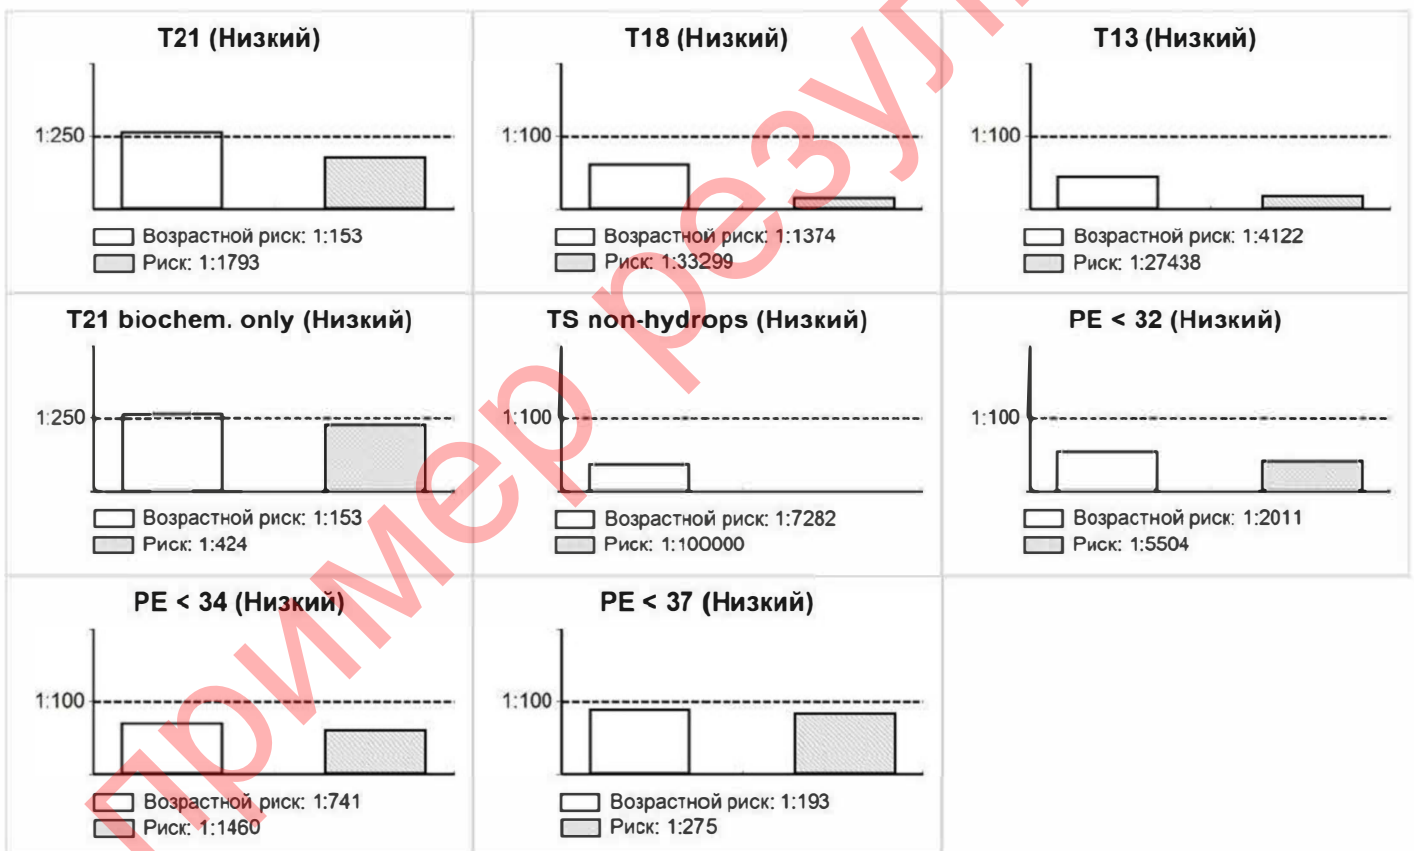 T21 (Низкий)
1:250
Возрастной риск: 1:153
Риск: 1:1793
T18 (Низкий)
1:100
Возрастной риск: 1:1374
Риск: 1:33299
T13 (Низкий)
1:100
Возрастной риск: 1:4122
Риск: 1:27438
T21 biochem. only (Низкий)
1:250
Возрастной риск: 1:153
Риск: 1:424
TS non-hydrops (Низкий)
1:100
Возрастной риск: 1:7282
Риск: 1:100000
PE < 32 (Низкий)
1:100
Возрастной риск: 1:2011
Риск: 1:5504
PE < 34 (Низкий)
1:100
Возрастной риск: 1:741
Риск: 1:1460
PE < 37 (Низкий)
1:100
Возрастной риск: 1:193
Риск: 1:275
Пример